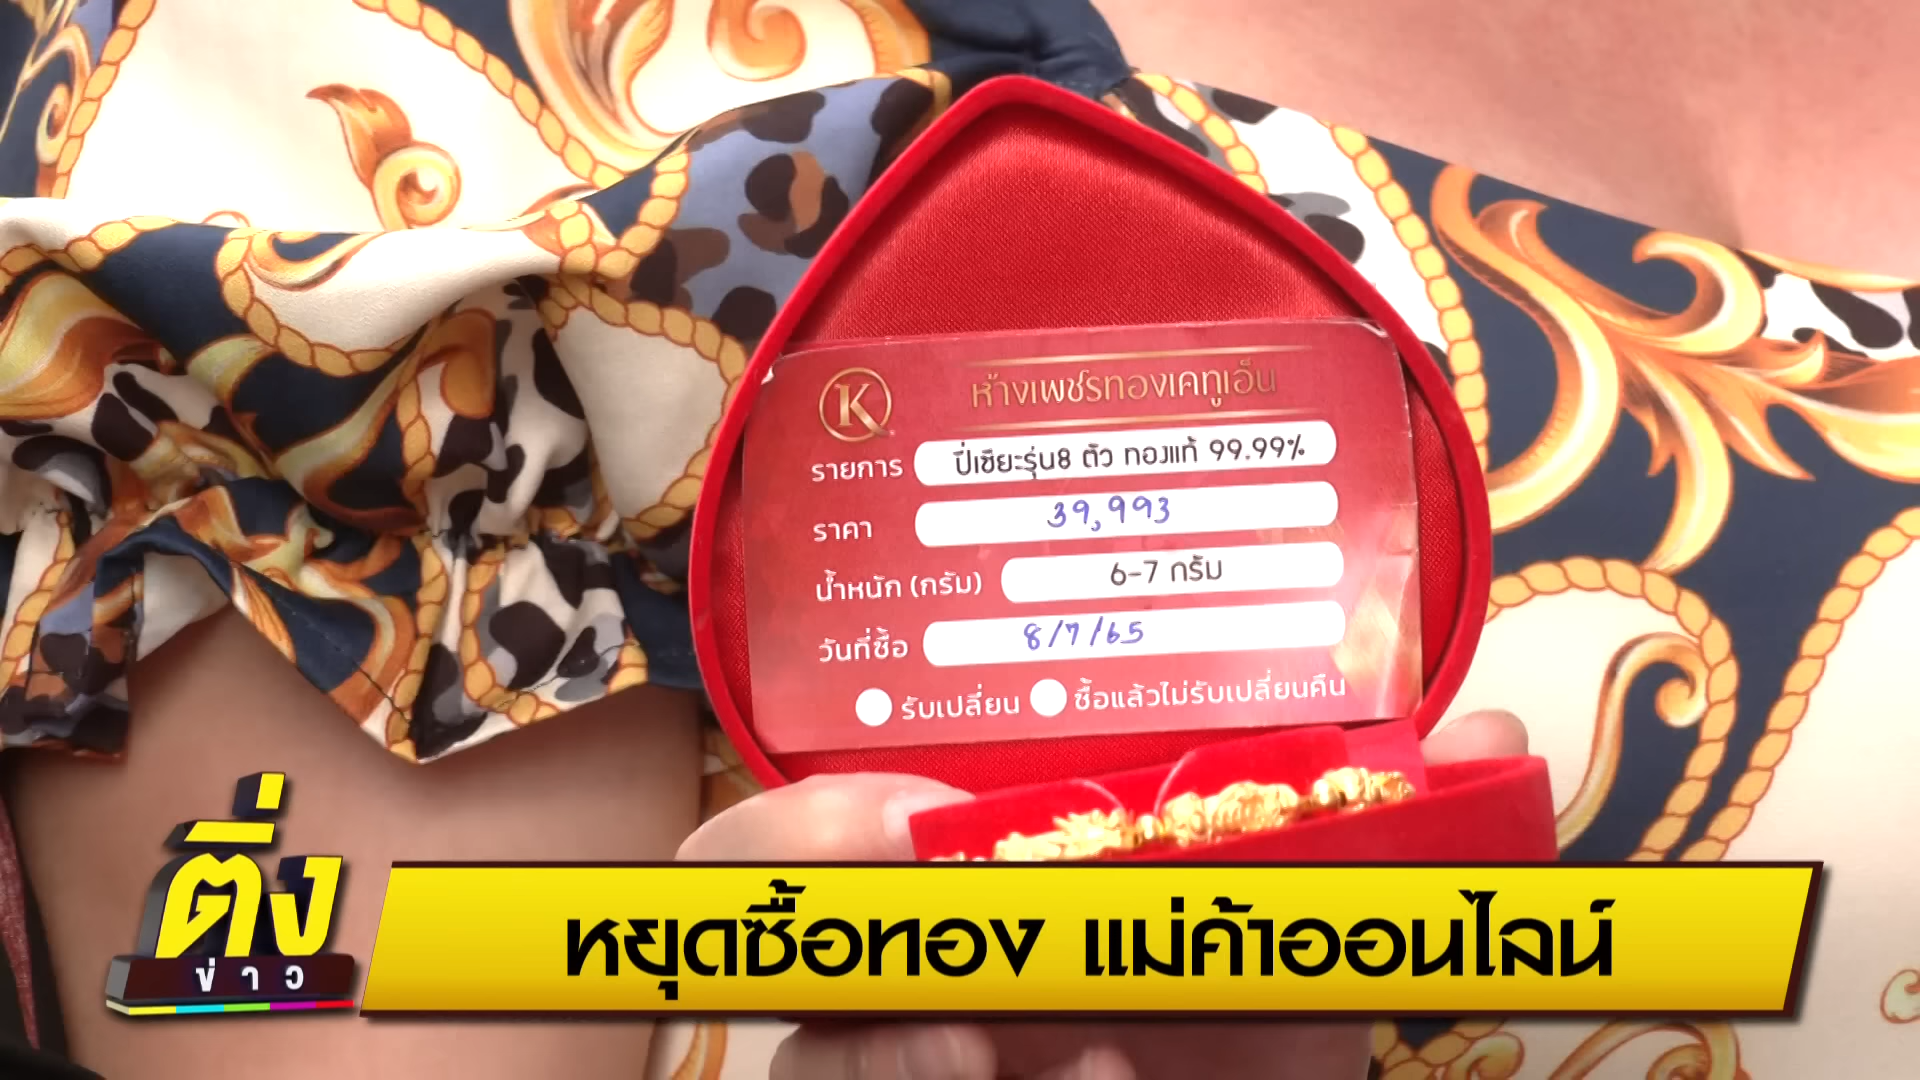 K
ห้างเพชรทองเคทูเอ็น
รายการ ปี่เซียะรุ่น8 ตัว ทองแท้ 99.99%
ราคา 39,993
น้ำหนัก (กรัม) 6-7 กรัม
วันที่ซื้อ 8/7/65
รับเปลี่ยน ซื้อแล้วไม่รับเปลี่ยนคืน
ติ่ง
ข่าว
หยุดซื้อทอง แม่ค้าออนไลน์